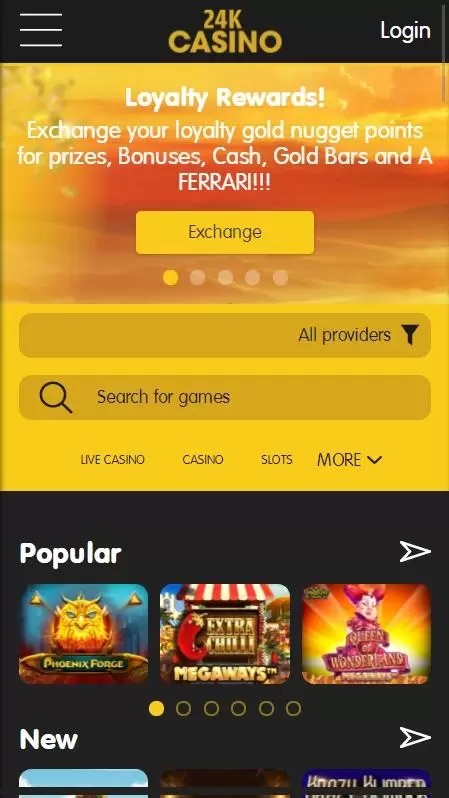 24K
CASINO
Login
Loyalty Rewards!
Exchange your loyalty gold nugget points
for prizes, Bonuses, Cash, Gold Bars and A
FERRARI!!!
Exchange
All providers
Search for games
LIVE CASINO CASINO SLOTS MORE
Popular
PHOENIX FORGE
EXTRA
CHILLI
MEGAWAYS™
QUEEN
OF
WONDERLAND
MEGAWAYS
New